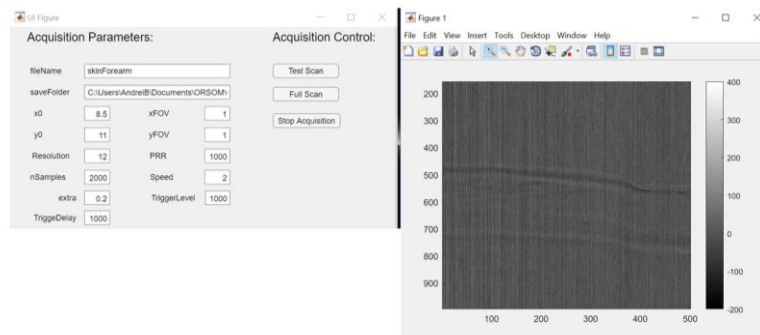 UI Figure
Acquisition Parameters:
Acquisition Control:
fileName skinForearm
Test Scan
saveFolder C:\Users\AndreiB\Documents\ORSOM\
Full Scan
x0 8.5 xFOV 1
Stop Acquisition
y0 11 yFOV 1
Resolution 12 PRR 1000
nSamples 2000 Speed 2
extra 0.2 TriggerLevel 1000
TriggeDelay 1000
Figure 1
File Edit View Insert Tools Desktop Window Help
200
300
400
500
600
700
800
900
100 200 300 400 500
400
300
200
100
0
-100
-200